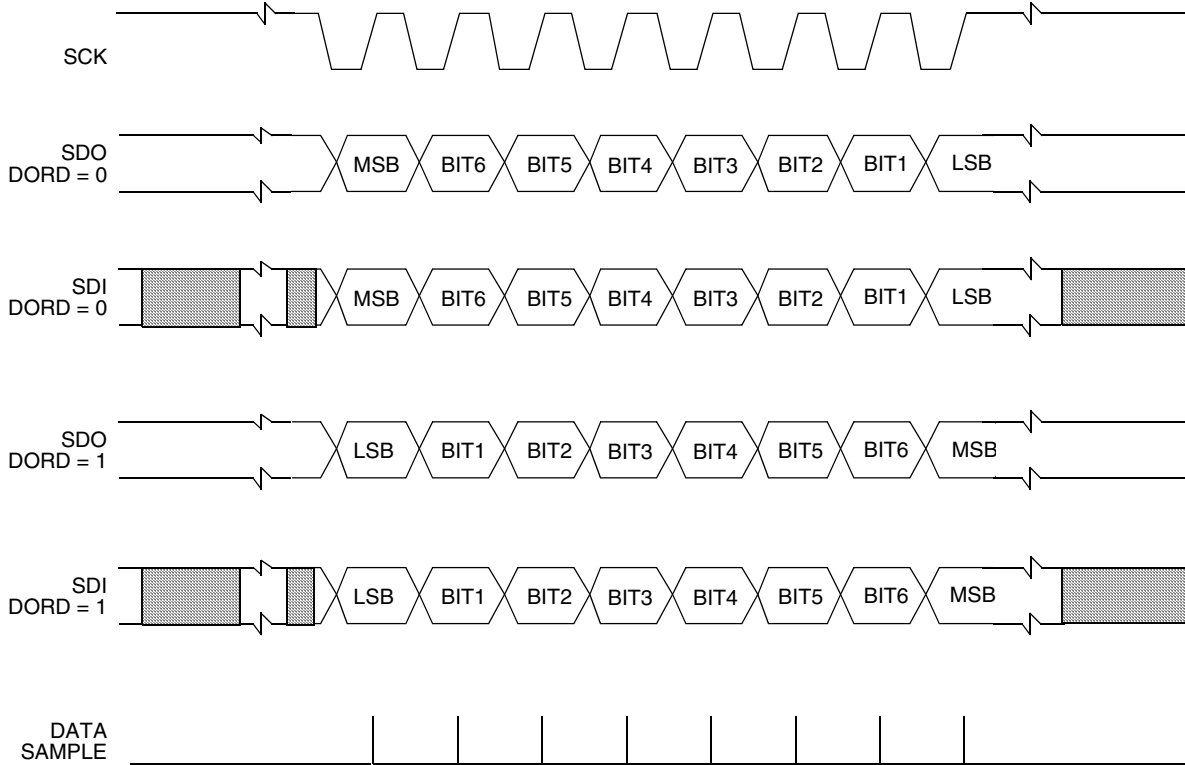 SCK
SDO
DORD = 0
MSB BIT6 BIT5 BIT4 BIT3 BIT2 BIT1 LSB
SDI
DORD = 0
MSB BIT6 BIT5 BIT4 BIT3 BIT2 BIT1 LSB
SDO
DORD = 1
LSB BIT1 BIT2 BIT3 BIT4 BIT5 BIT6 MSB
SDI
DORD = 1
LSB BIT1 BIT2 BIT3 BIT4 BIT5 BIT6 MSB
DATA
SAMPLE